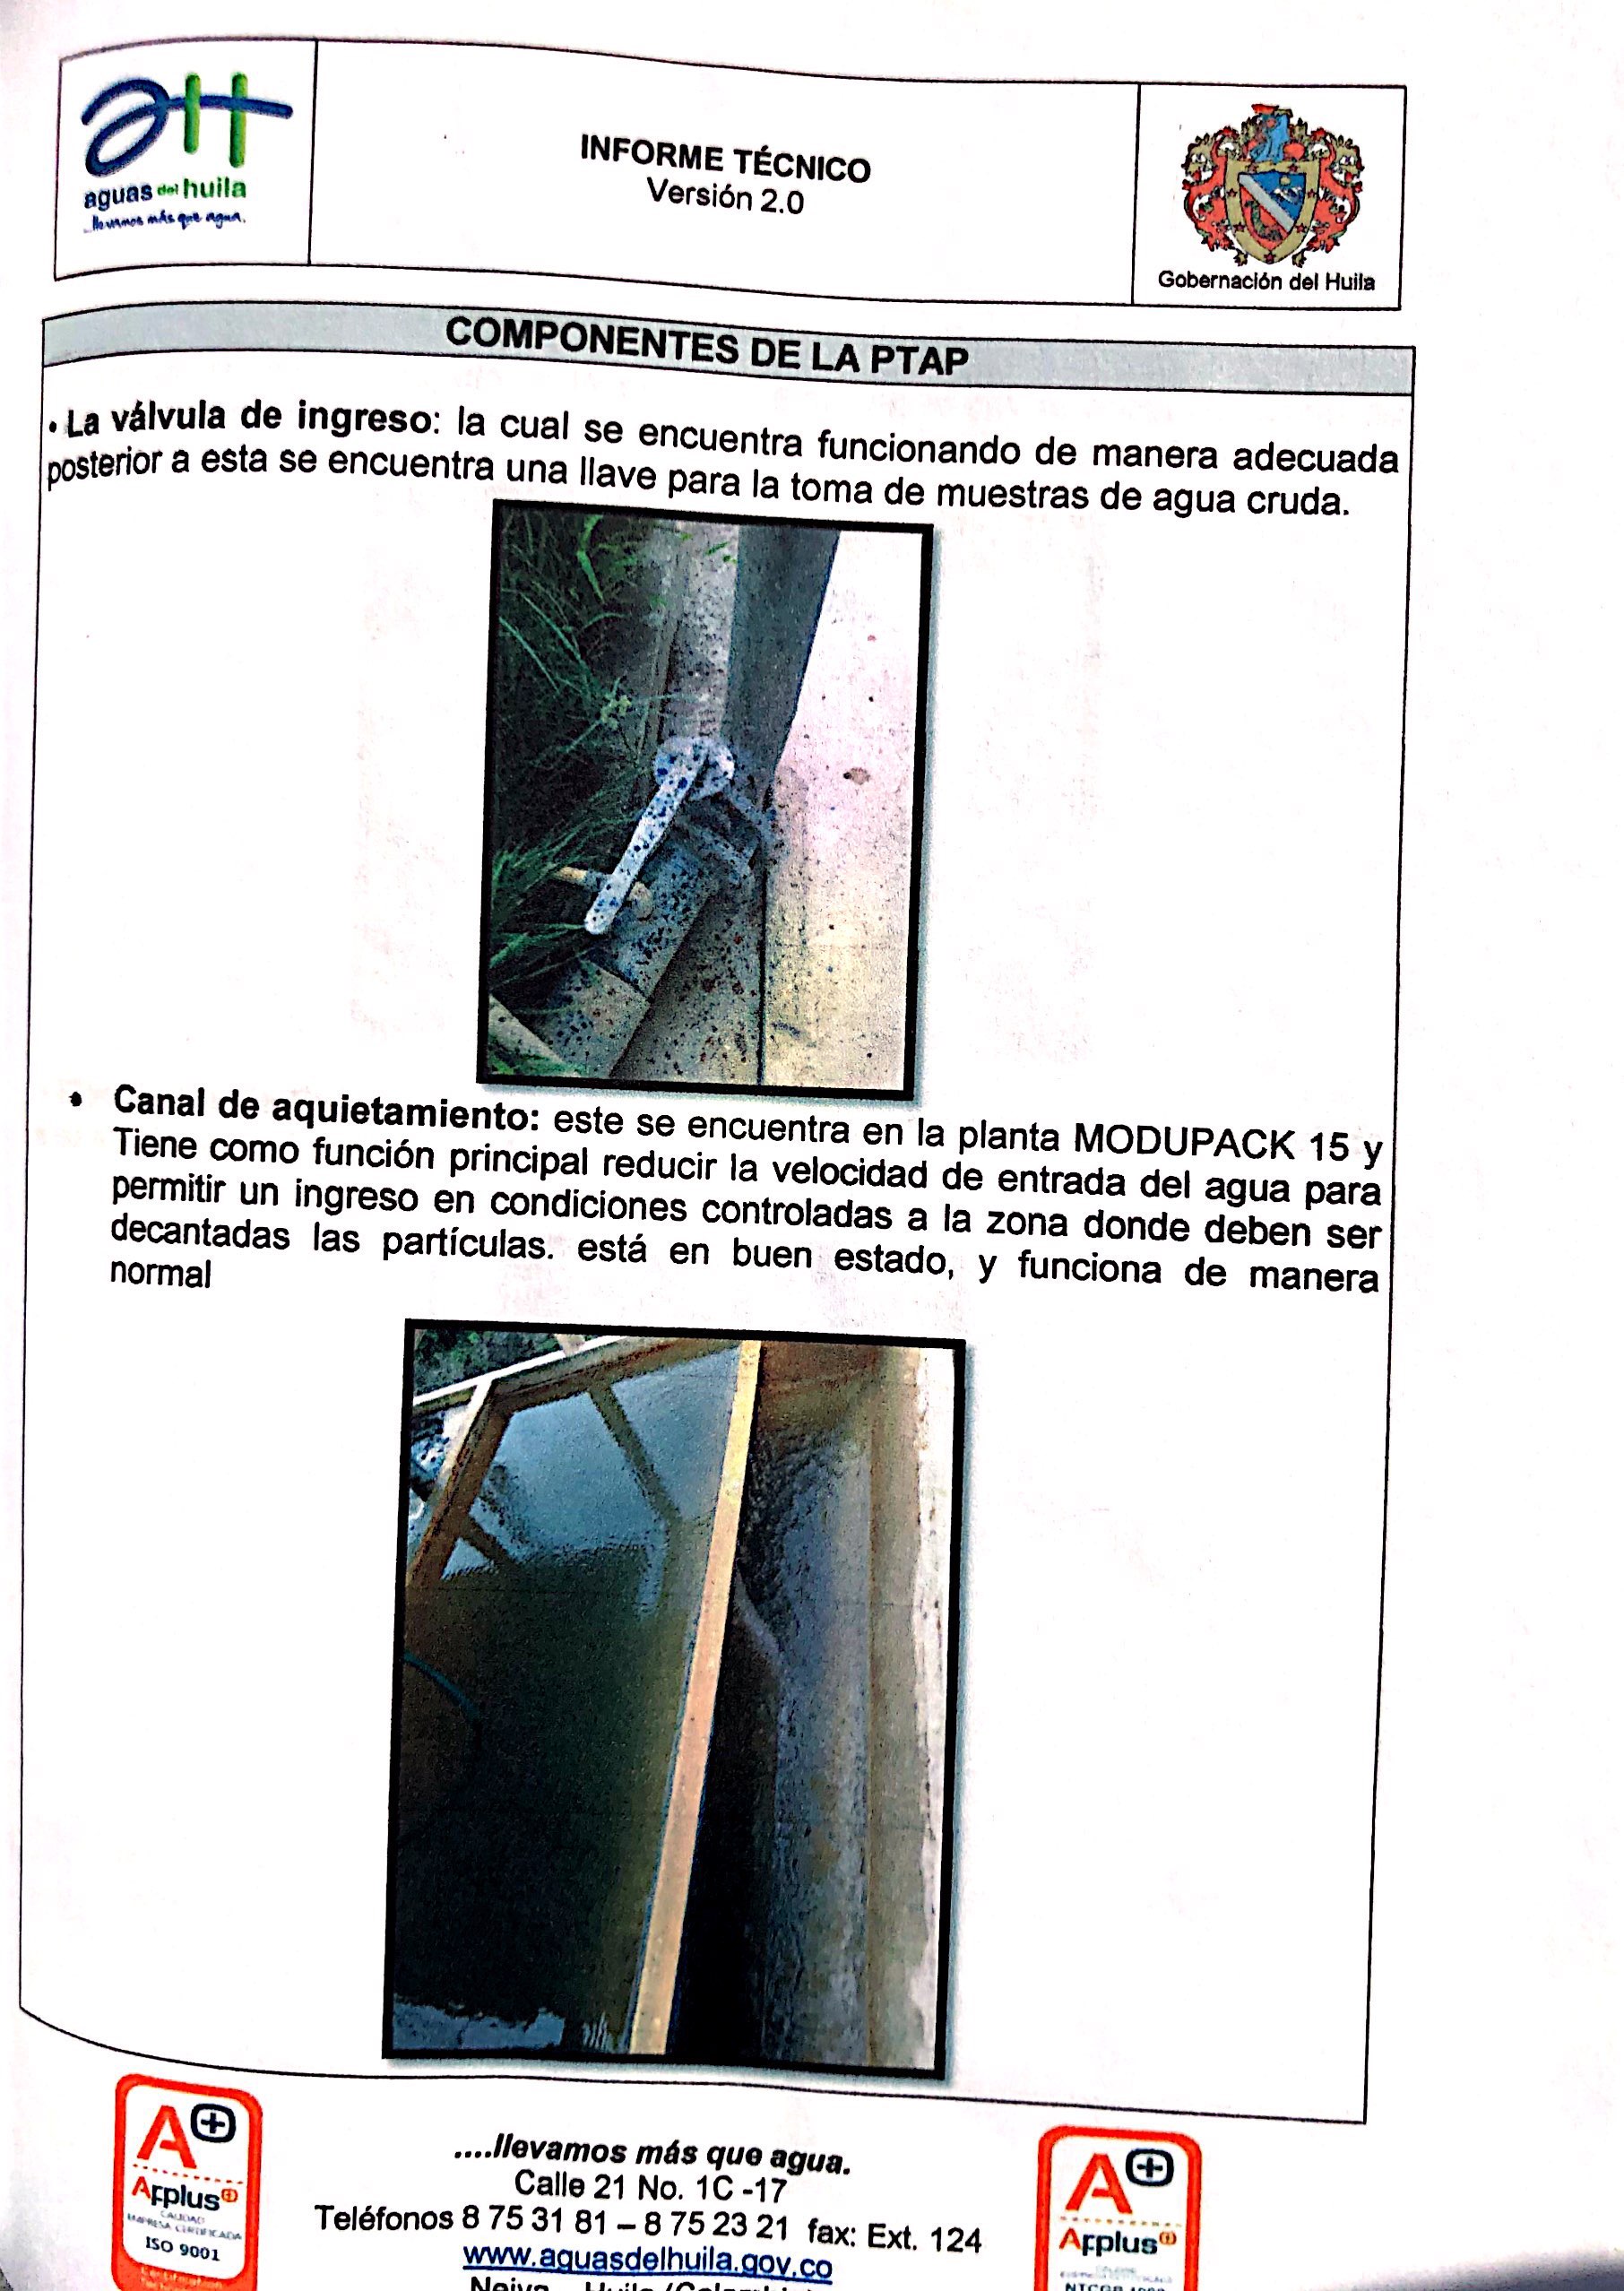 aguas del huila
...llevamos más que agua.
INFORME TÉCNICO
Versión 2.0
Gobernación del Huila
COMPONENTES DE LA PTAP
• La válvula de ingreso: la cual se encuentra funcionando de manera adecuada
posterior a esta se encuentra una llave para la toma de muestras de agua cruda.
• Canal de aquietamiento: este se encuentra en la planta MODUPACK 15 y
Tiene como función principal reducir la velocidad de entrada del agua para
permitir un ingreso en condiciones controladas a la zona donde deben ser
decantadas las partículas. está en buen estado, y funciona de manera
normal
A+
Applus+
CALIDAD
EMPRESA CERTIFICADA
ISO 9001
....llevamos más que agua.
Calle 21 No. 1C -17
Teléfonos 8 75 31 81 – 8 75 23 21 fax: Ext. 124
www.aguasdelhuila.gov.co
Neiva – Huila
A+
Applus+